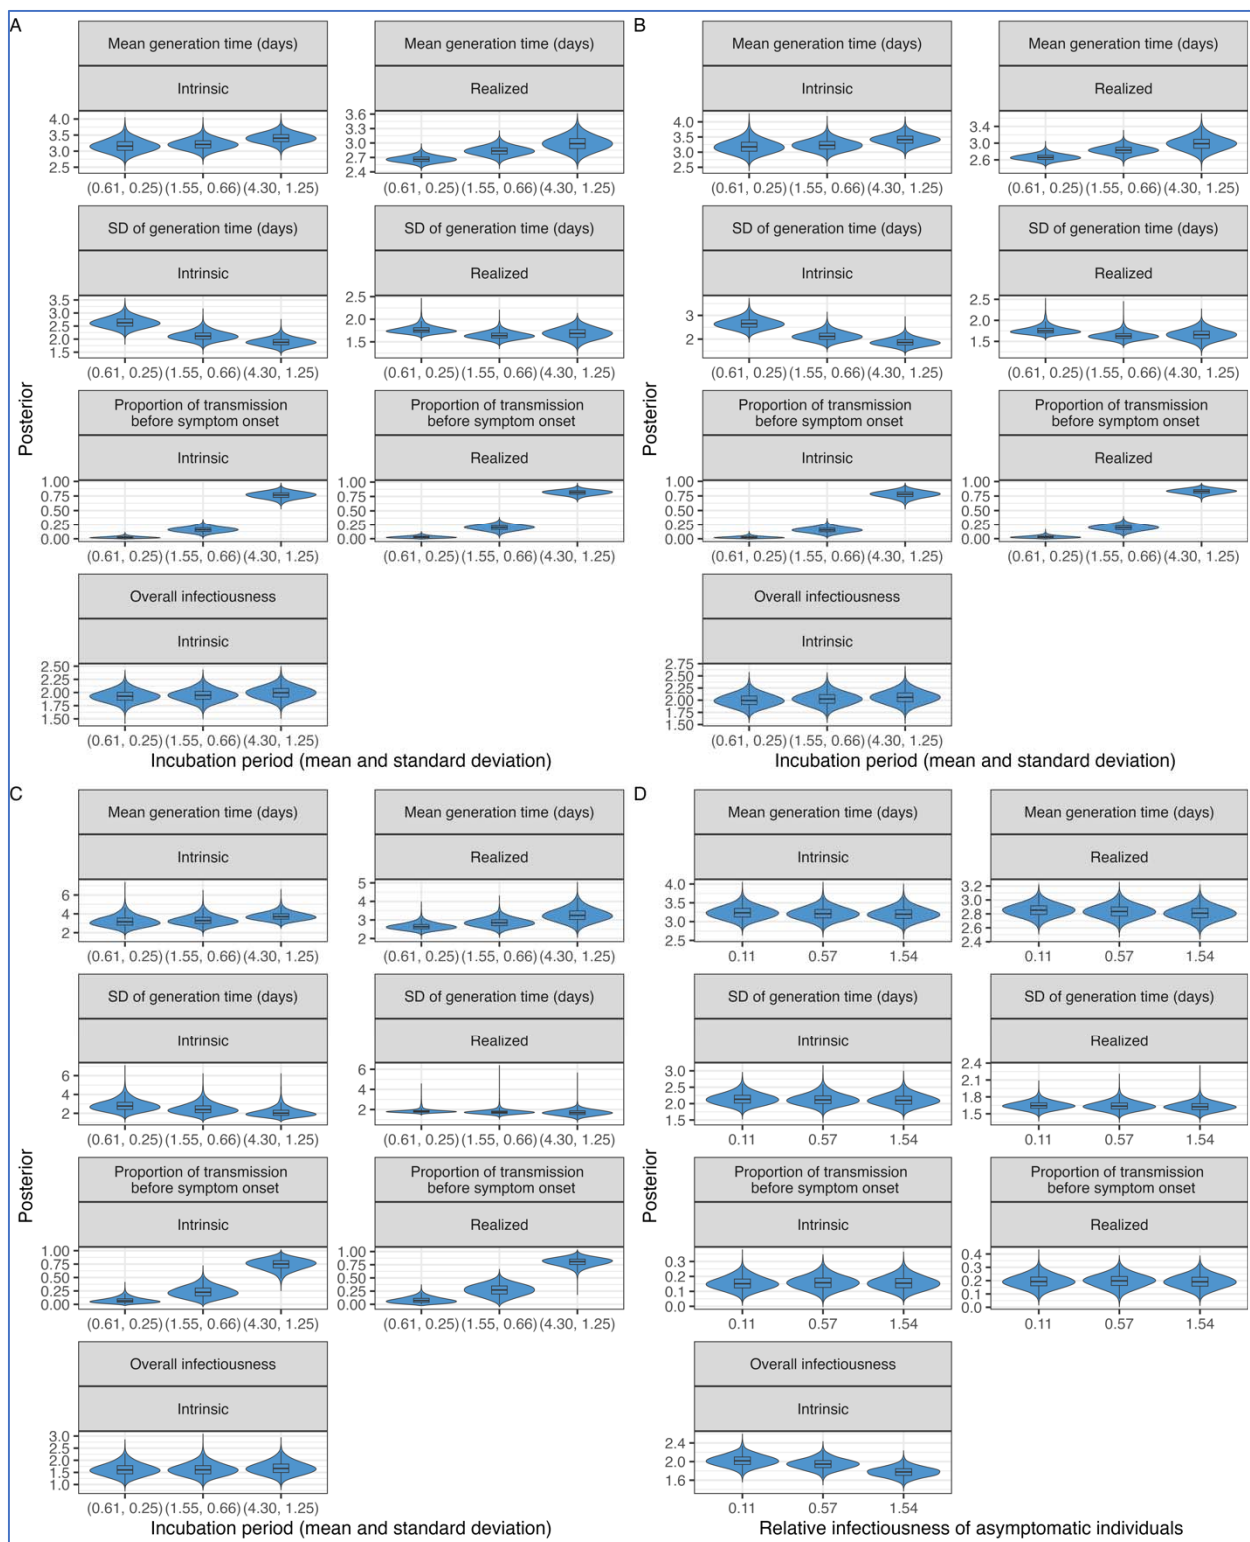 A
Mean generation time (days)
Intrinsic
4.0
3.5
3.0
2.5
(0.61, 0.25) (1.55, 0.66) (4.30, 1.25)
Mean generation time (days)
Realized
3.6
3.3
3.0
2.7
2.4
(0.61, 0.25) (1.55, 0.66) (4.30, 1.25)
SD of generation time (days)
Intrinsic
3.5
3.0
2.5
2.0
1.5
(0.61, 0.25) (1.55, 0.66) (4.30, 1.25)
SD of generation time (days)
Realized
2.5
2.0
1.5
(0.61, 0.25) (1.55, 0.66) (4.30, 1.25)
Posterior
Proportion of transmission
before symptom onset
Intrinsic
1.00
0.75
0.50
0.25
0.00
(0.61, 0.25) (1.55, 0.66) (4.30, 1.25)
Proportion of transmission
before symptom onset
Realized
1.00
0.75
0.50
0.25
0.00
(0.61, 0.25) (1.55, 0.66) (4.30, 1.25)
Overall infectiousness
Intrinsic
2.50
2.25
2.00
1.75
1.50
(0.61, 0.25) (1.55, 0.66) (4.30, 1.25)
Incubation period (mean and standard deviation)
B
Mean generation time (days)
Intrinsic
4.0
3.5
3.0
2.5
(0.61, 0.25) (1.55, 0.66) (4.30, 1.25)
Mean generation time (days)
Realized
3.4
3.0
2.6
(0.61, 0.25) (1.55, 0.66) (4.30, 1.25)
SD of generation time (days)
Intrinsic
3
2
(0.61, 0.25) (1.55, 0.66) (4.30, 1.25)
SD of generation time (days)
Realized
2.5
2.0
1.5
(0.61, 0.25) (1.55, 0.66) (4.30, 1.25)
Posterior
Proportion of transmission
before symptom onset
Intrinsic
1.00
0.75
0.50
0.25
0.00
(0.61, 0.25) (1.55, 0.66) (4.30, 1.25)
Proportion of transmission
before symptom onset
Realized
1.00
0.75
0.50
0.25
0.00
(0.61, 0.25) (1.55, 0.66) (4.30, 1.25)
Overall infectiousness
Intrinsic
2.75
2.50
2.25
2.00
1.75
1.50
(0.61, 0.25) (1.55, 0.66) (4.30, 1.25)
Incubation period (mean and standard deviation)
C
Mean generation time (days)
Intrinsic
6
4
2
(0.61, 0.25) (1.55, 0.66) (4.30, 1.25)
Mean generation time (days)
Realized
5
4
3
2
(0.61, 0.25) (1.55, 0.66) (4.30, 1.25)
SD of generation time (days)
Intrinsic
6
4
2
(0.61, 0.25) (1.55, 0.66) (4.30, 1.25)
SD of generation time (days)
Realized
6
4
2
(0.61, 0.25) (1.55, 0.66) (4.30, 1.25)
Posterior
Proportion of transmission
before symptom onset
Intrinsic
1.00
0.75
0.50
0.25
0.00
(0.61, 0.25) (1.55, 0.66) (4.30, 1.25)
Proportion of transmission
before symptom onset
Realized
1.00
0.75
0.50
0.25
0.00
(0.61, 0.25) (1.55, 0.66) (4.30, 1.25)
Overall infectiousness
Intrinsic
3.0
2.5
2.0
1.5
1.0
(0.61, 0.25) (1.55, 0.66) (4.30, 1.25)
Incubation period (mean and standard deviation)
D
Mean generation time (days)
Intrinsic
4.0
3.5
3.0
2.5
0.11 0.57 1.54
Mean generation time (days)
Realized
3.2
3.0
2.8
2.6
2.4
0.11 0.57 1.54
SD of generation time (days)
Intrinsic
3.0
2.5
2.0
1.5
0.11 0.57 1.54
SD of generation time (days)
Realized
2.4
2.1
1.8
1.5
0.11 0.57 1.54
Posterior
Proportion of transmission
before symptom onset
Intrinsic
0.3
0.2
0.1
0.0
0.11 0.57 1.54
Proportion of transmission
before symptom onset
Realized
0.4
0.3
0.2
0.1
0.0
0.11 0.57 1.54
Overall infectiousness
Intrinsic
2.4
2.0
1.6
0.11 0.57 1.54
Relative infectiousness of asymptomatic individuals